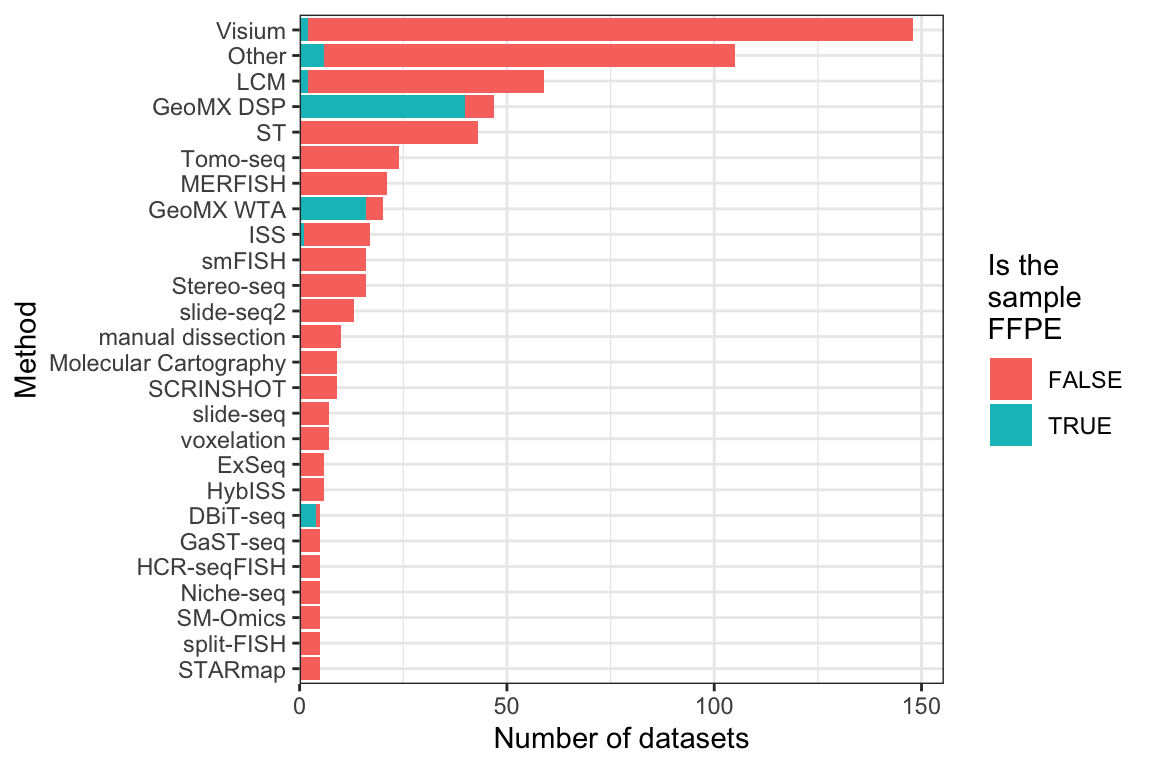 Visium
Other
LCM
GeoMX DSP
ST
Tomo-seq
MERFISH
GeoMX WTA
ISS
smFISH
Stereo-seq
slide-seq2
manual dissection
Molecular Cartography
SCRINSHOT
slide-seq
voxelation
ExSeq
HybISS
DBiT-seq
GaST-seq
HCR-seqFISH
Niche-seq
SM-Omics
split-FISH
STARmap
Method
0 50 100 150
Number of datasets
Is the
sample
FFPE
FALSE
TRUE